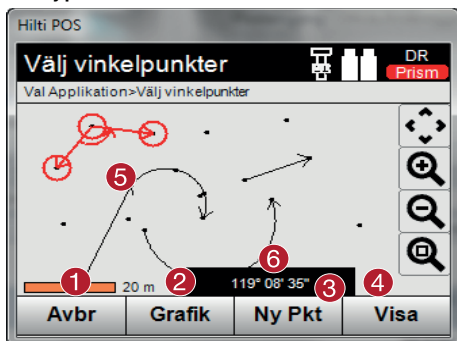 Hilti POS
Välj vinkelpunkter
DR
Prism
Val Applikation>Välj vinkelpunkter
5
6
1
20 m
2
119° 08' 35"
3
4
Avbr
Grafik
Ny Pkt
Visa